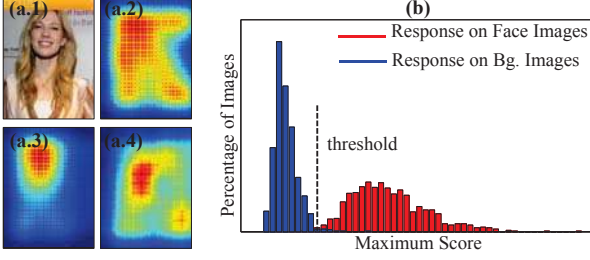 (a.1)
(a.2)
(a.3)
(a.4)
(b)
Response on Face Images
Response on Bg. Images
threshold
Percentage of Images
Maximum Score